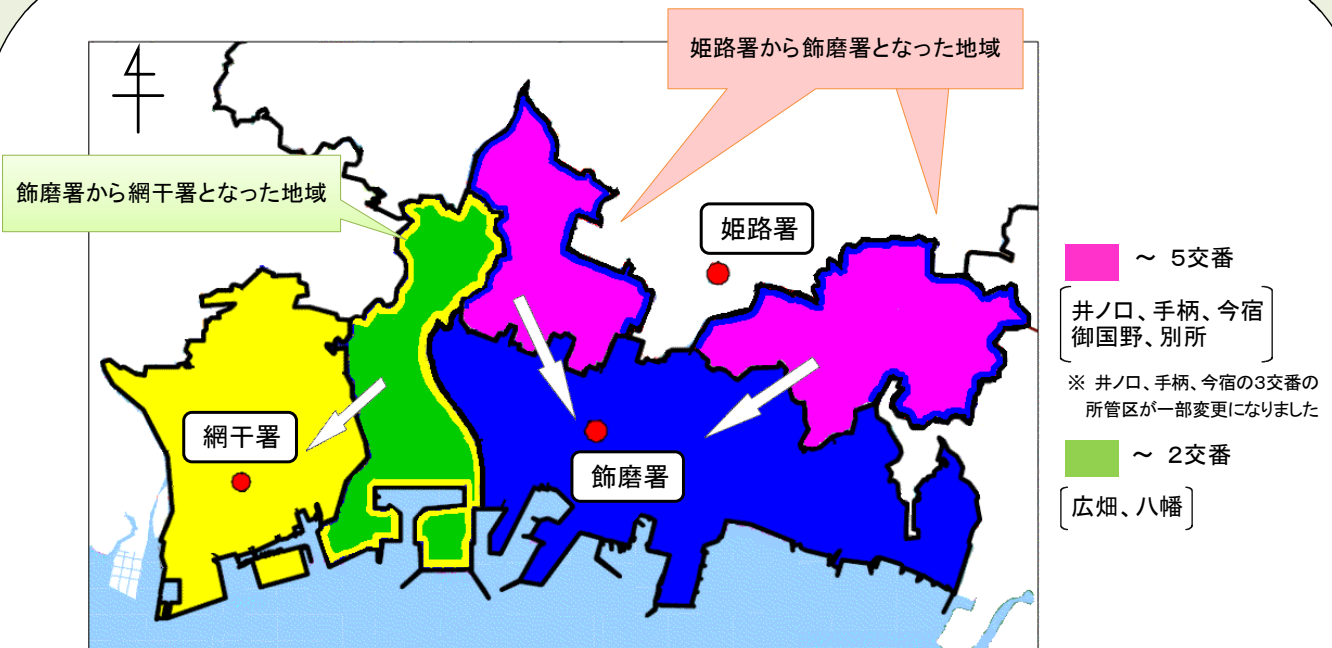 姫路署から飾磨署となった地域
飾磨署から網干署となった地域
姫路署
網干署
飾磨署
～ 5交番
井ノ口、手柄、今宿
御国野、別所
※ 井ノ口、手柄、今宿の3交番の
所管区が一部変更になりました
～ 2交番
広畑、八幡